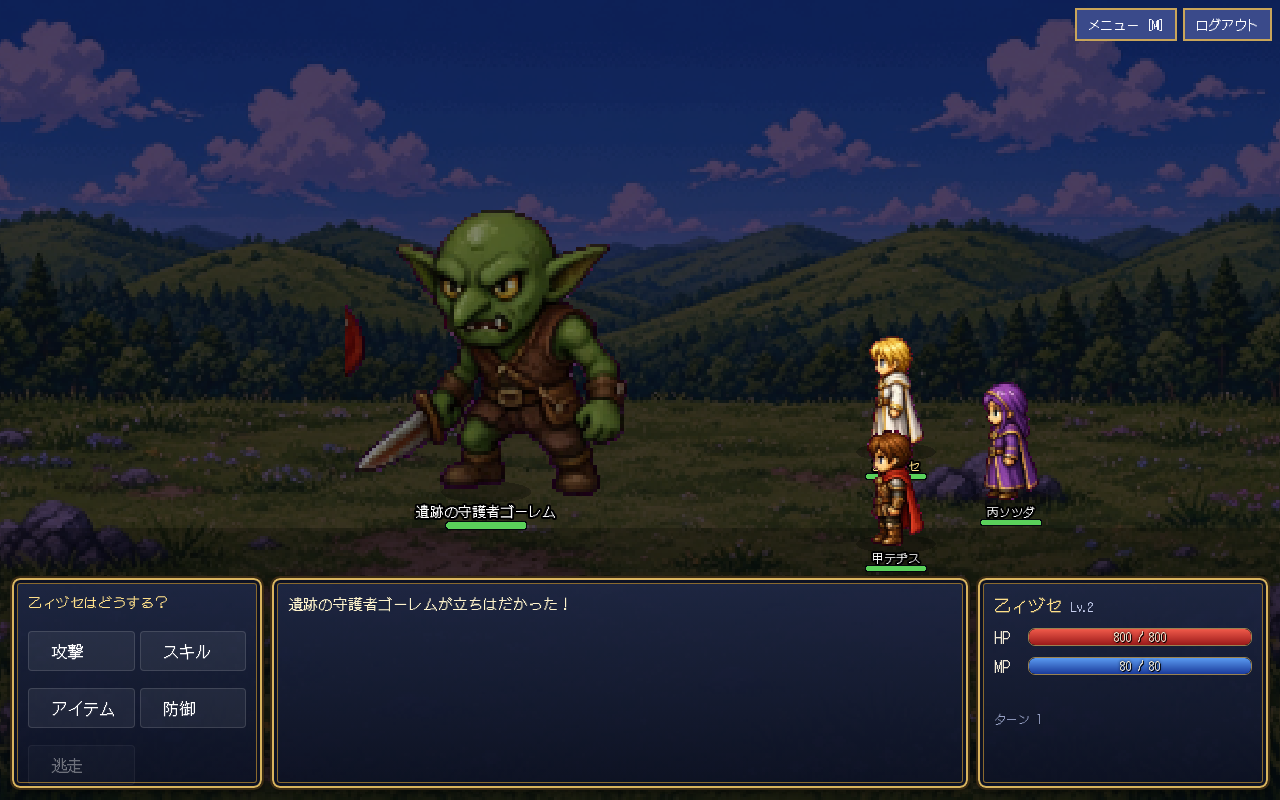 メニュー [M]
ログアウト
遺跡の守護者ゴーレム
セ
丙ソツダ
甲テヂス
乙ィヅセはどうする?
攻撃
スキル
アイテム
防御
逃走
遺跡の守護者ゴーレムが立ちはだかった!
乙ィヅセ Lv.2
HP 800 / 800
MP 80 / 80
ターン 1